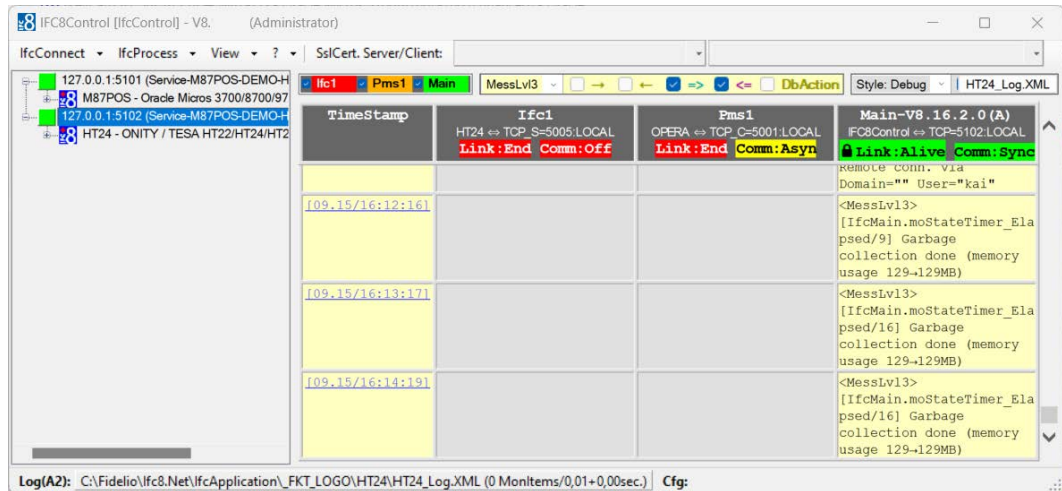 IFC8Control [IfcControl] - V8. (Administrator)
IfcConnect IfcProcess View ? SslCert. Server/Client:
127.0.0.1:5101 (Service-M87POS-DEMO-H
M87POS - Oracle Micros 3700/8700/97
127.0.0.1:5102 (Service-M87POS-DEMO-H
HT24 - ONITY / TESA HT22/HT24/HT2
Ifc1 Pms1 Main MessLvl3 → ← => <= DbAction Style: Debug HT24_Log.XML
TimeStamp
Ifc1
HT24 ⇔ TCP_S=5005:LOCAL
Link:End Comm:Off
Pms1
OPERA ⇔ TCP_C=5001:LOCAL
Link:End Comm:Asyn
Main-V8.16.2.0(A)
IFC8Control ⇔ TCP=5102:LOCAL
Link:Alive Comm:Sync
Remote conn. via
Domain="" User="kai"
[09.15/16:12:16]
<MessLvl3>
[IfcMain.moStateTimer_Ela
psed/9] Garbage
collection done (memory
usage 129→129MB)
[09.15/16:13:17]
<MessLvl3>
[IfcMain.moStateTimer_Ela
psed/16] Garbage
collection done (memory
usage 129→129MB)
[09.15/16:14:19]
<MessLvl3>
[IfcMain.moStateTimer_Ela
psed/16] Garbage
collection done (memory
usage 129→129MB)
Log(A2): C:\Fidelio\Ifc8.Net\IfcApplication\_FKT_LOGO\HT24\HT24_Log.XML (0 MonItems/0,01+0,00sec.) Cfg: